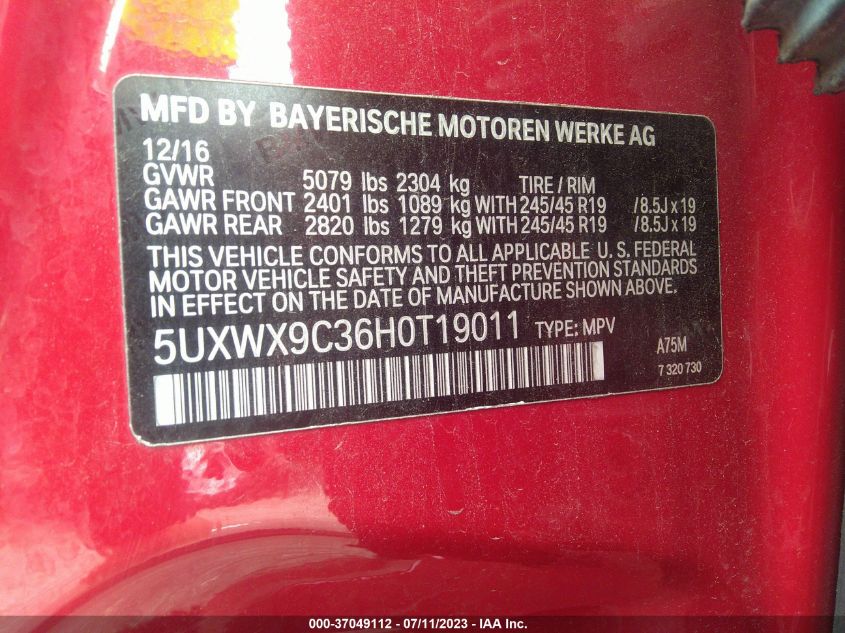 MFD BY BAYERISCHE MOTOREN WERKE AG
12/16
GVWR 5079 lbs 2304 kg TIRE / RIM
GAWR FRONT 2401 lbs 1089 kg WITH 245/45 R19 /8.5J x 19
GAWR REAR 2820 lbs 1279 kg WITH 245/45 R19 /8.5J x 19
THIS VEHICLE CONFORMS TO ALL APPLICABLE U. S. FEDERAL
MOTOR VEHICLE SAFETY AND THEFT PREVENTION STANDARDS
IN EFFECT ON THE DATE OF MANUFACTURE SHOWN ABOVE.
5UXWX9C36H0T19011 TYPE: MPV A75M
7 320 730
000-37049112 - 07/11/2023 - IAA Inc.